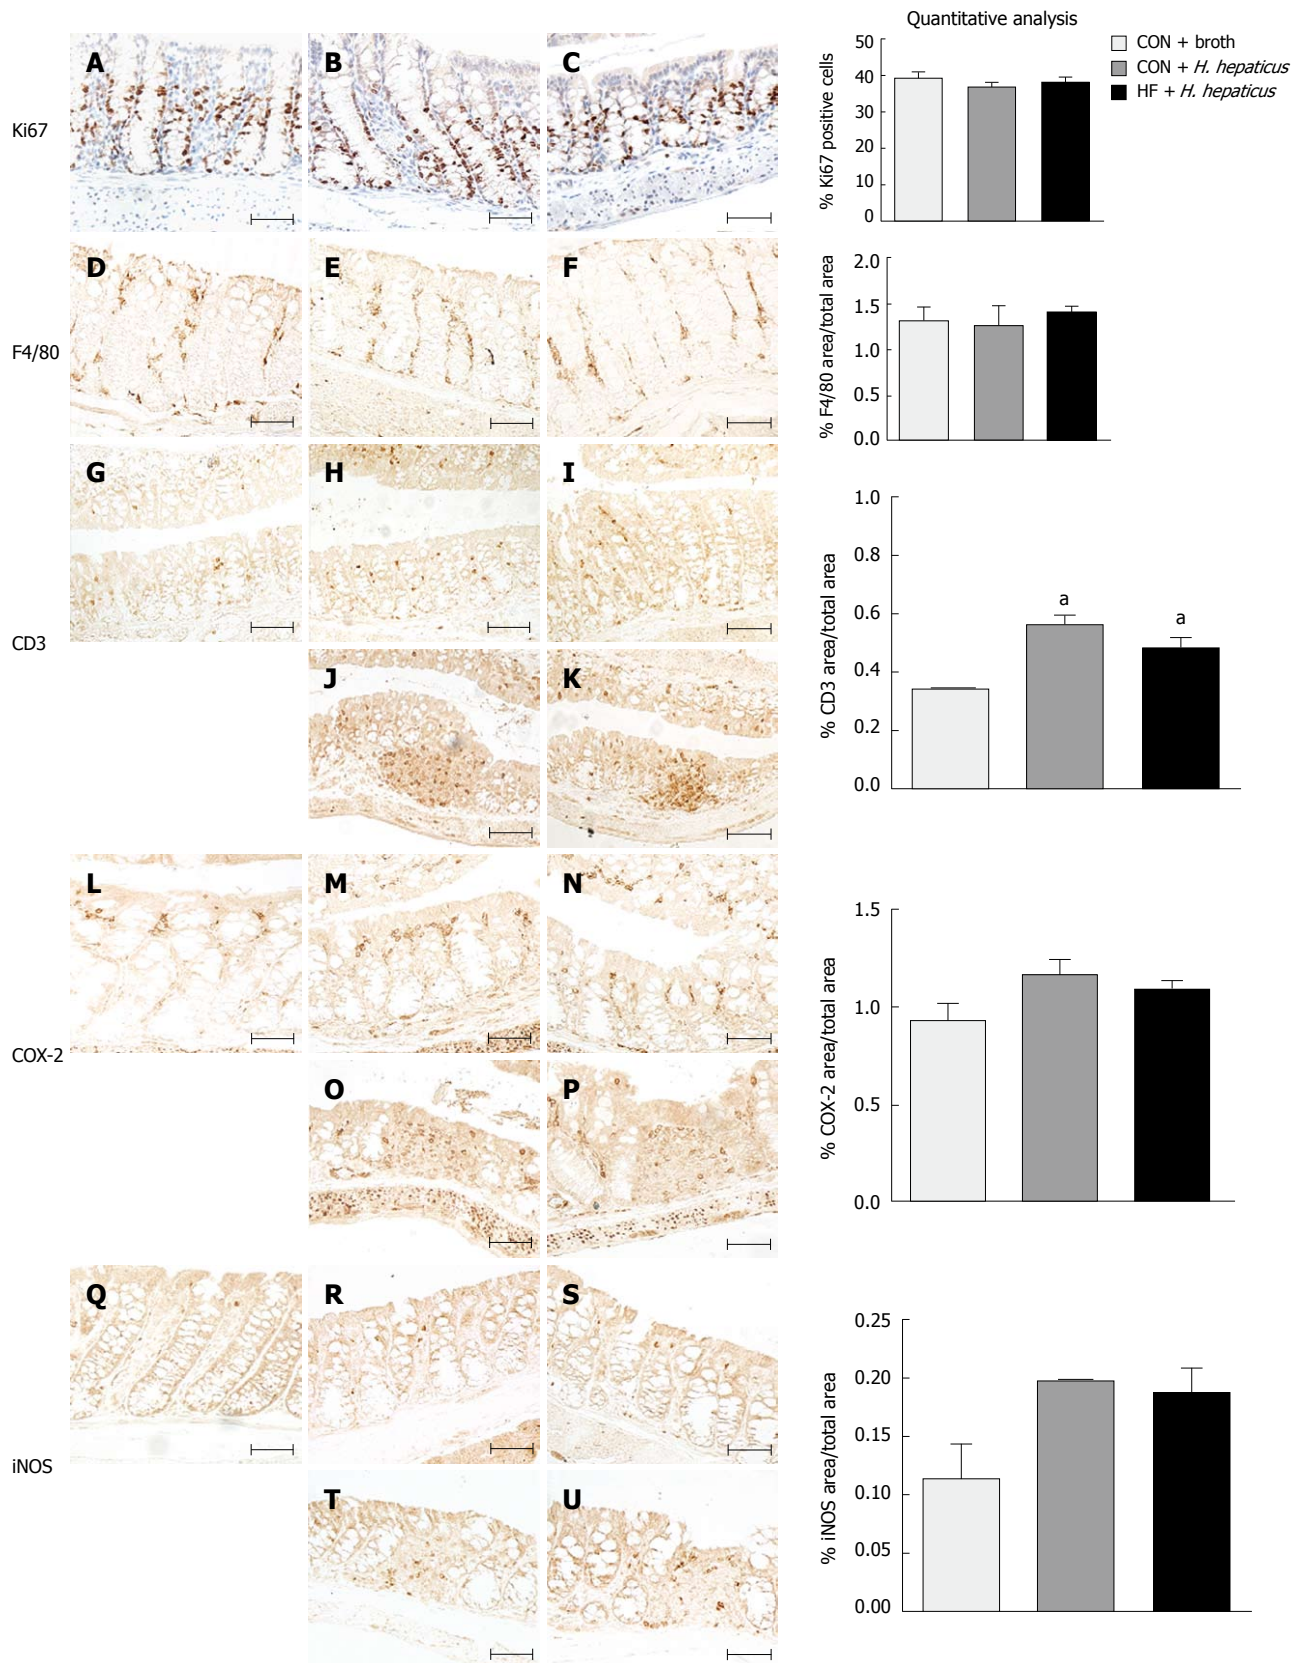 Quantitative analysis
CON + broth
CON + H. hepaticus
HF + H. hepaticus
Ki67
A
B
C
% Ki67 positive cells
50
40
30
20
10
0
F4/80
D
E
F
% F4/80 area/total area
2.0
1.5
1.0
0.5
0.0
CD3
G
H
I
J
K
% CD3 area/total area
1.0
0.8
0.6
0.4
0.2
0.0
a
a
COX-2
L
M
N
O
P
% COX-2 area/total area
1.5
1.0
0.5
0.0
iNOS
Q
R
S
T
U
% iNOS area/total area
0.25
0.20
0.15
0.10
0.05
0.00